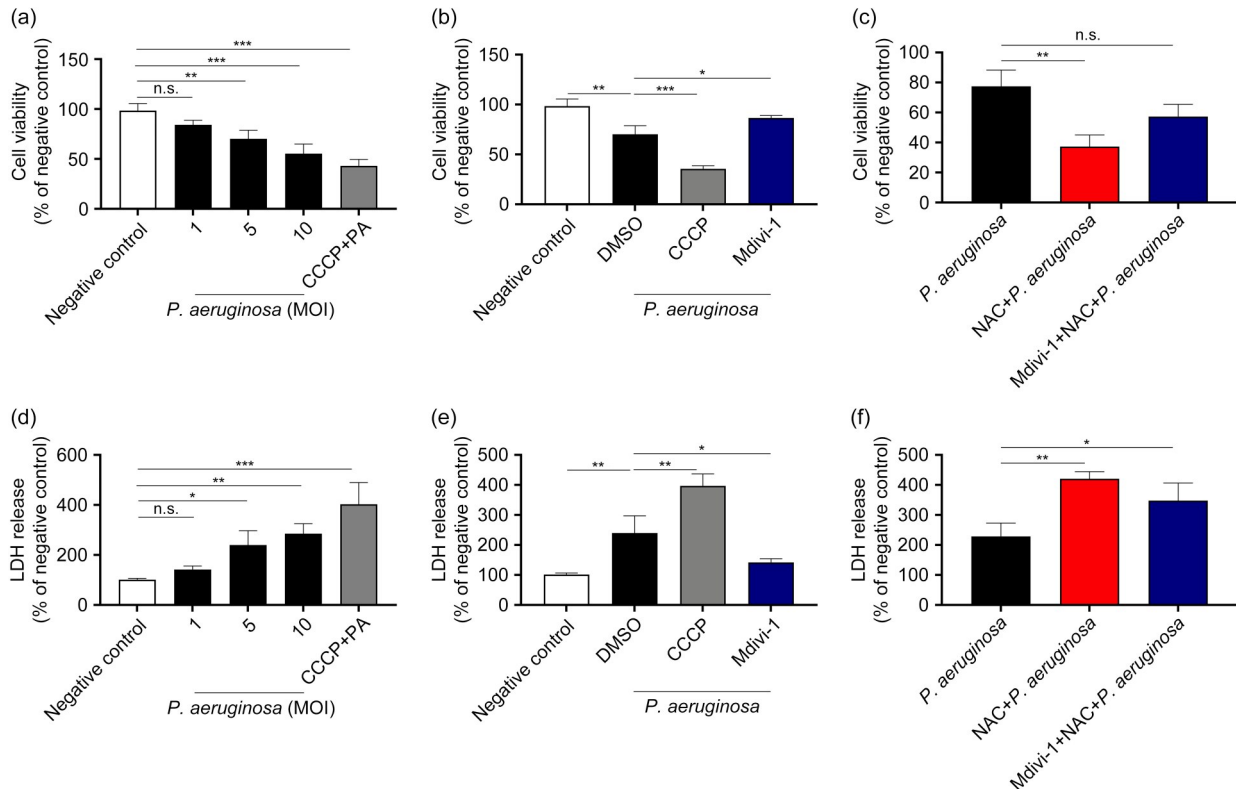 (a)
Cell viability
(% of negative control)
150
100
50
0
***
***
**
n.s.
Negative control
1
5
10
CCCP+PA
P. aeruginosa (MOI)
(b)
Cell viability
(% of negative control)
150
100
50
0
*
**
***
Negative control
DMSO
CCCP
Mdivi-1
P. aeruginosa
(c)
Cell viability
(% of negative control)
100
80
60
40
20
0
n.s.
**
P. aeruginosa
NAC+P. aeruginosa
Mdivi-1+NAC+P. aeruginosa
(d)
LDH release
(% of negative control)
600
400
200
0
***
**
*
n.s.
Negative control
1
5
10
CCCP+PA
P. aeruginosa (MOI)
(e)
LDH release
(% of negative control)
500
400
300
200
100
0
*
**
**
Negative control
DMSO
CCCP
Mdivi-1
P. aeruginosa
(f)
LDH release
(% of negative control)
500
400
300
200
100
0
*
**
P. aeruginosa
NAC+P. aeruginosa
Mdivi-1+NAC+P. aeruginosa